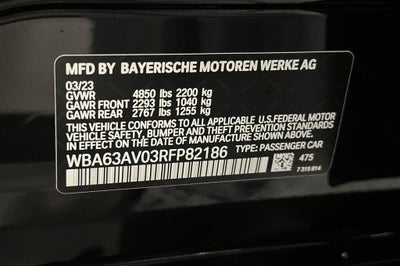 MFD BY BAYERISCHE MOTOREN WERKE AG
03/23
GVWR 4850 lbs 2200 kg
GAWR FRONT 2293 lbs 1040 kg
GAWR REAR 2767 lbs 1255 kg
THIS VEHICLE CONFORMS TO ALL APPLICABLE U.S.FEDERAL MOTOR
VEHICLE SAFETY, BUMPER, AND THEFT PREVENTION STANDARDS
IN EFFECT ON THE DATE OF MANUFACTURE SHOWN ABOVE.
WBA63AV03RFP82186 TYPE: PASSENGER CAR
475
7315814